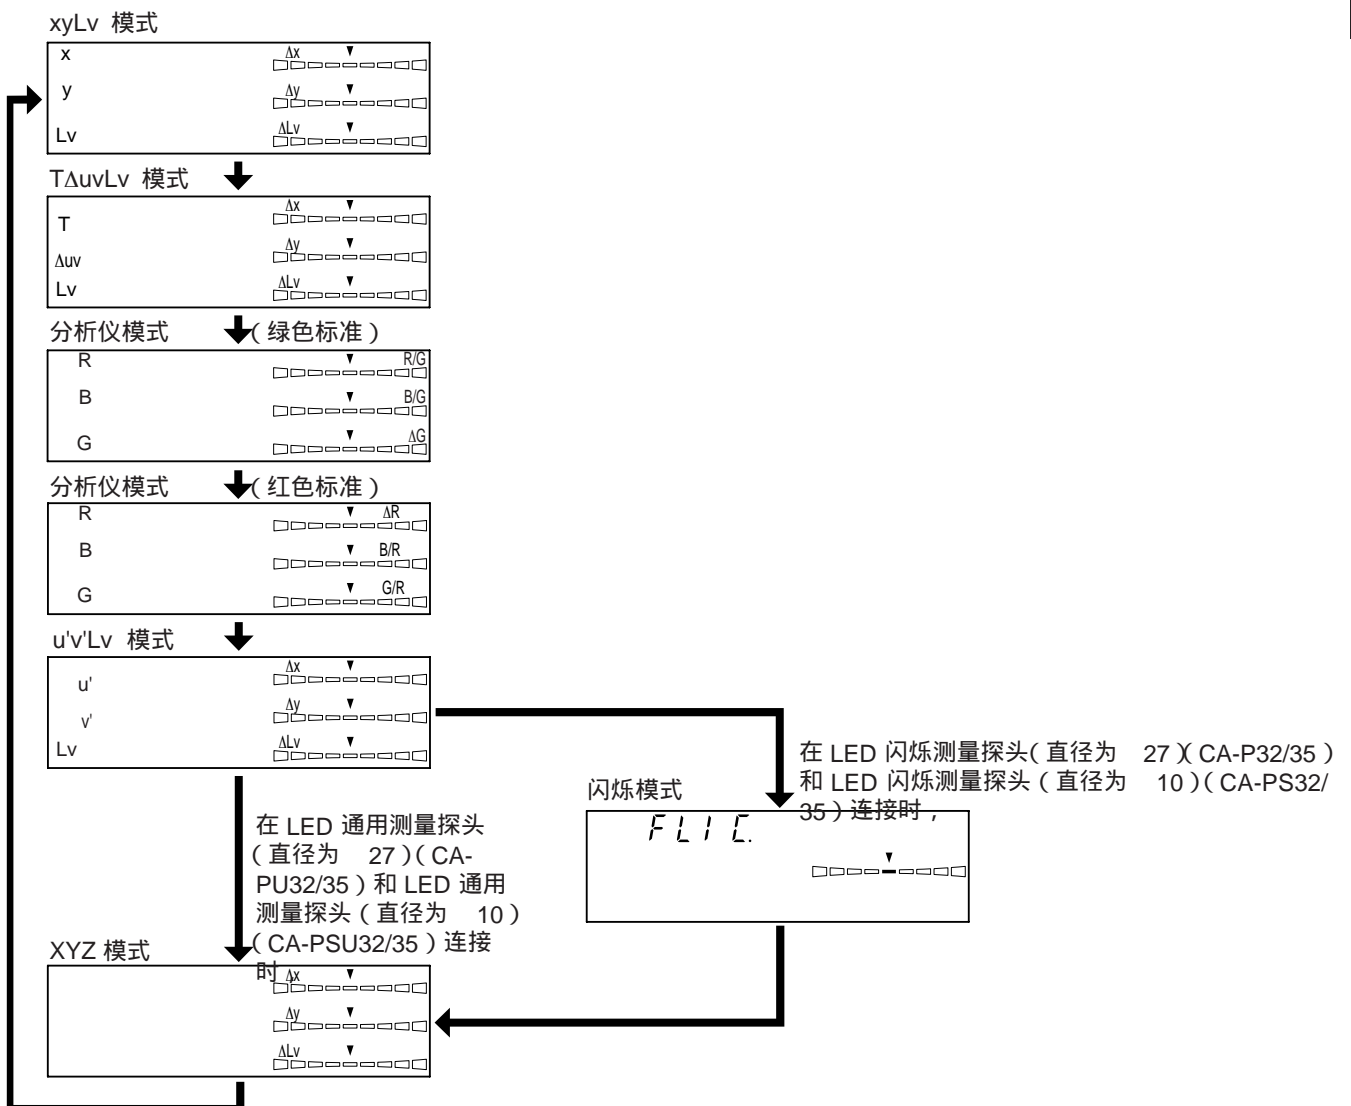 xyLv 模式
x
Δx
y
Δy
Lv
ΔLv
TΔuvLv 模式
T
Δx
Δuv
Δy
Lv
ΔLv
分析仪模式 （绿色标准）
R
R/G
B
B/G
G
ΔG
分析仪模式 （红色标准）
R
ΔR
B
B/R
G
G/R
u'v'Lv 模式
u'
Δx
v'
Δy
Lv
ΔLv
在 LED 通用测量探头
（直径为 27）（CA-
PU32/35）和 LED 通用
测量探头（直径为 10）
（CA-PSU32/35）连接
时，
在 LED 闪烁测量探头（直径为 27）（CA-P32/35）
和 LED 闪烁测量探头（直径为 10）（CA-PS32/
35）连接时，
闪烁模式
FLIC.
XYZ 模式
Δx
Δy
ΔLv